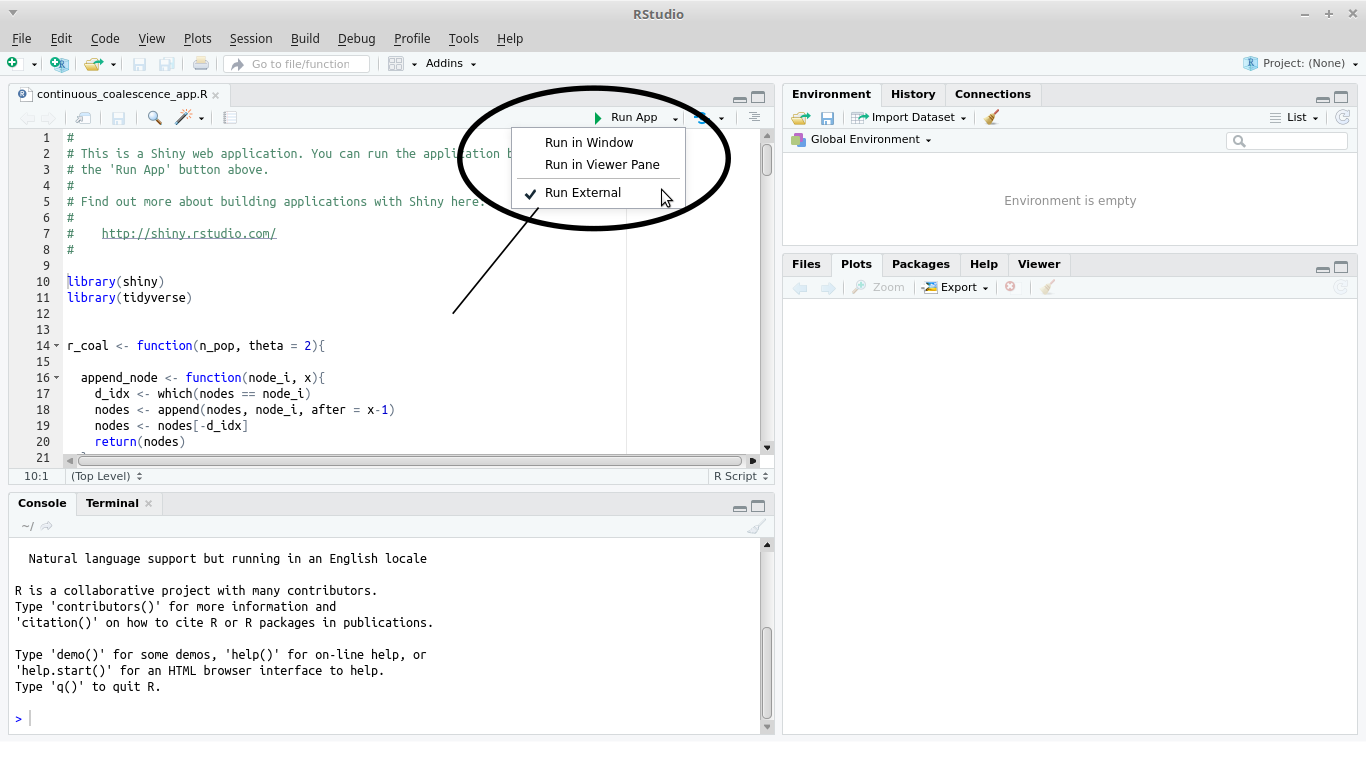 RStudio
File Edit Code View Plots Session Build Debug Profile Tools Help
Go to file/function Addins Project: (None)
continuous_coalescence_app.R
Run App
Run in Window
Run in Viewer Pane
Run External
1 #
2 # This is a Shiny web application. You can run the application b
3 # the 'Run App' button above.
4 #
5 # Find out more about building applications with Shiny here:
6 #
7 #    http://shiny.rstudio.com/
8 #
9
10 library(shiny)
11 library(tidyverse)
12
13
14 r_coal <- function(n_pop, theta = 2){
15
16   append_node <- function(node_i, x){
17     d_idx <- which(nodes == node_i)
18     nodes <- append(nodes, node_i, after = x-1)
19     nodes <- nodes[-d_idx]
20     return(nodes)
21
10:1 (Top Level) R Script
Console Terminal
~/
Natural language support but running in an English locale
R is a collaborative project with many contributors.
Type 'contributors()' for more information and
'citation()' on how to cite R or R packages in publications.
Type 'demo()' for some demos, 'help()' for on-line help, or
'help.start()' for an HTML browser interface to help.
Type 'q()' to quit R.
>
Environment History Connections
Import Dataset List
Global Environment
Environment is empty
Files Plots Packages Help Viewer
Zoom Export